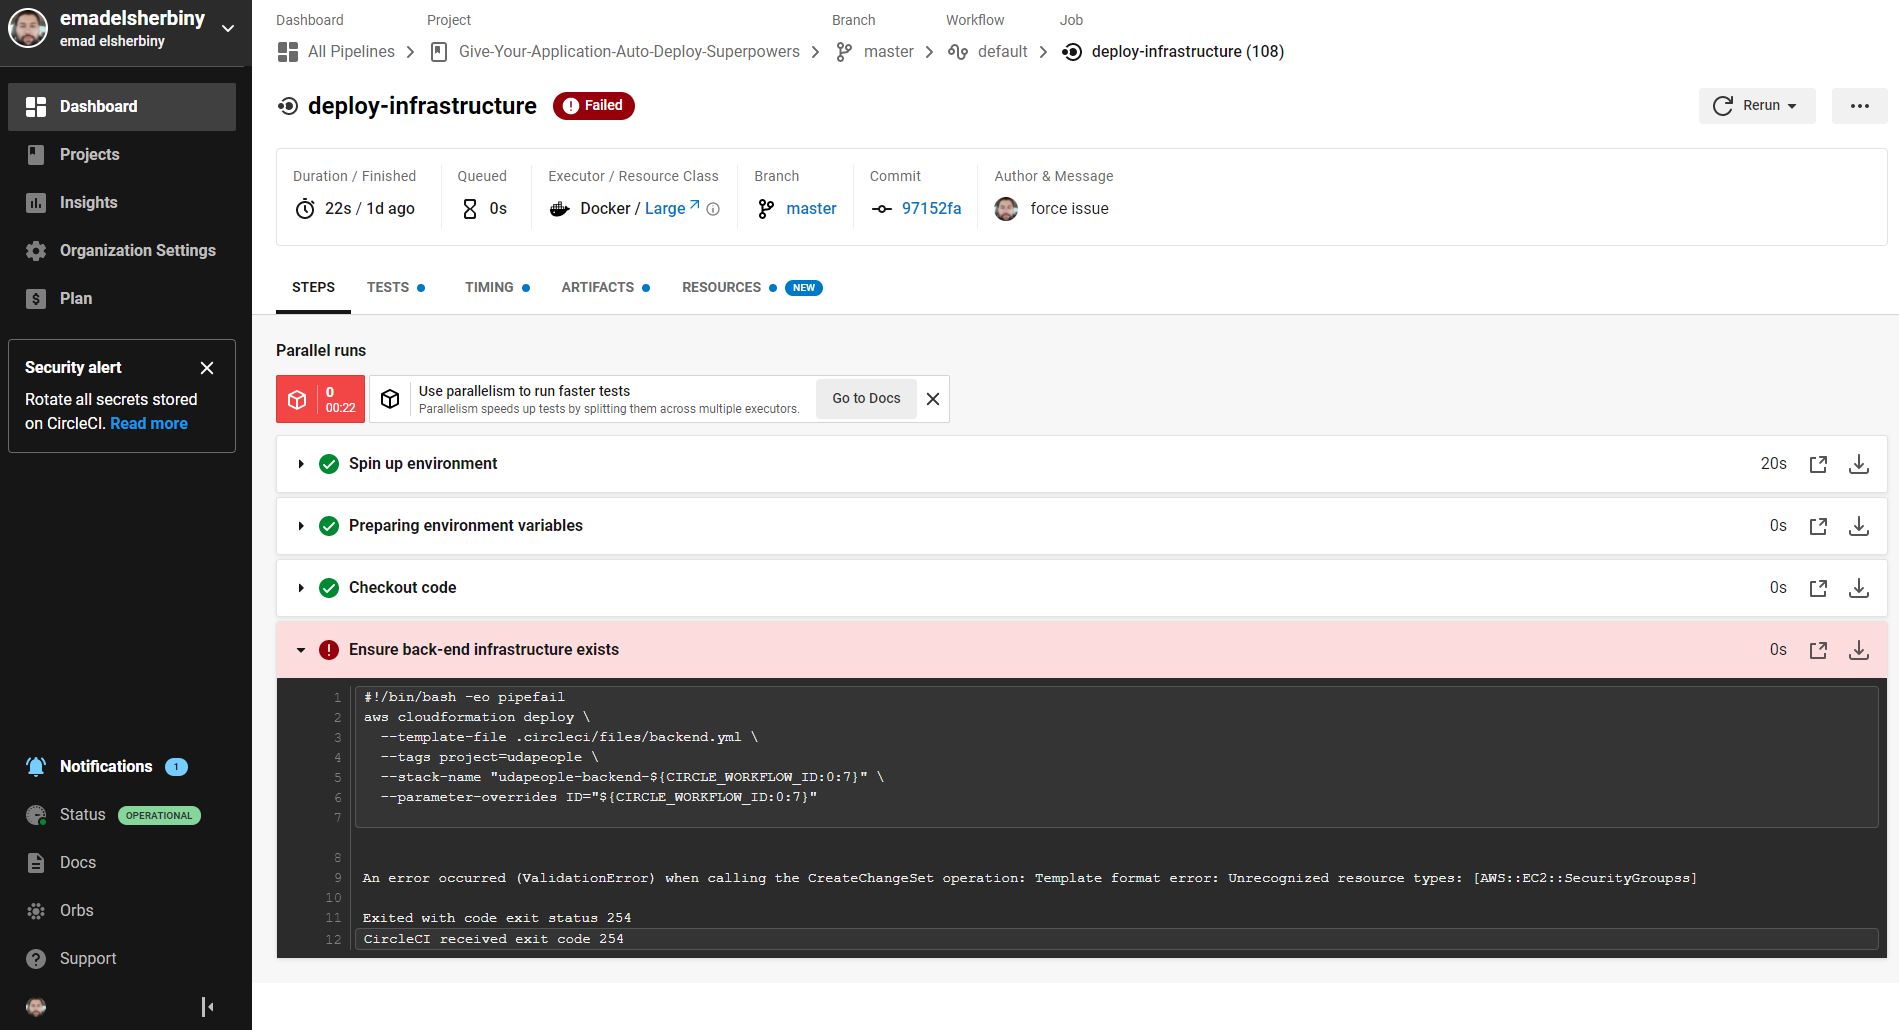 emadelsherbiny
emad elsherbiny
Dashboard
Projects
Insights
Organization Settings
Plan
Security alert
Rotate all secrets stored
on CircleCI. Read more
Notifications 1
Status OPERATIONAL
Docs
Orbs
Support
Dashboard Project Branch Workflow Job
All Pipelines Give-Your-Application-Auto-Deploy-Superpowers master default deploy-infrastructure (108)
deploy-infrastructure Failed
Rerun
Duration / Finished Queued Executor / Resource Class Branch Commit Author & Message
22s / 1d ago 0s Docker / Large master 97152fa force issue
STEPS TESTS TIMING ARTIFACTS RESOURCES NEW
Parallel runs
0
00:22
Use parallelism to run faster tests
Parallelism speeds up tests by splitting them across multiple executors.
Go to Docs
Spin up environment 20s
Preparing environment variables 0s
Checkout code 0s
Ensure back-end infrastructure exists 0s
1 #!/bin/bash -eo pipefail
2 aws cloudformation deploy \
3 --template-file .circleci/files/backend.yml \
4 --tags project=udapeople \
5 --stack-name "udapeople-backend-${CIRCLE_WORKFLOW_ID:0:7}" \
6 --parameter-overrides ID="${CIRCLE_WORKFLOW_ID:0:7}"
7
8
9 An error occurred (ValidationError) when calling the CreateChangeSet operation: Template format error: Unrecognized resource types: [AWS::EC2::SecurityGroupss]
10
11 Exited with code exit status 254
12 CircleCI received exit code 254